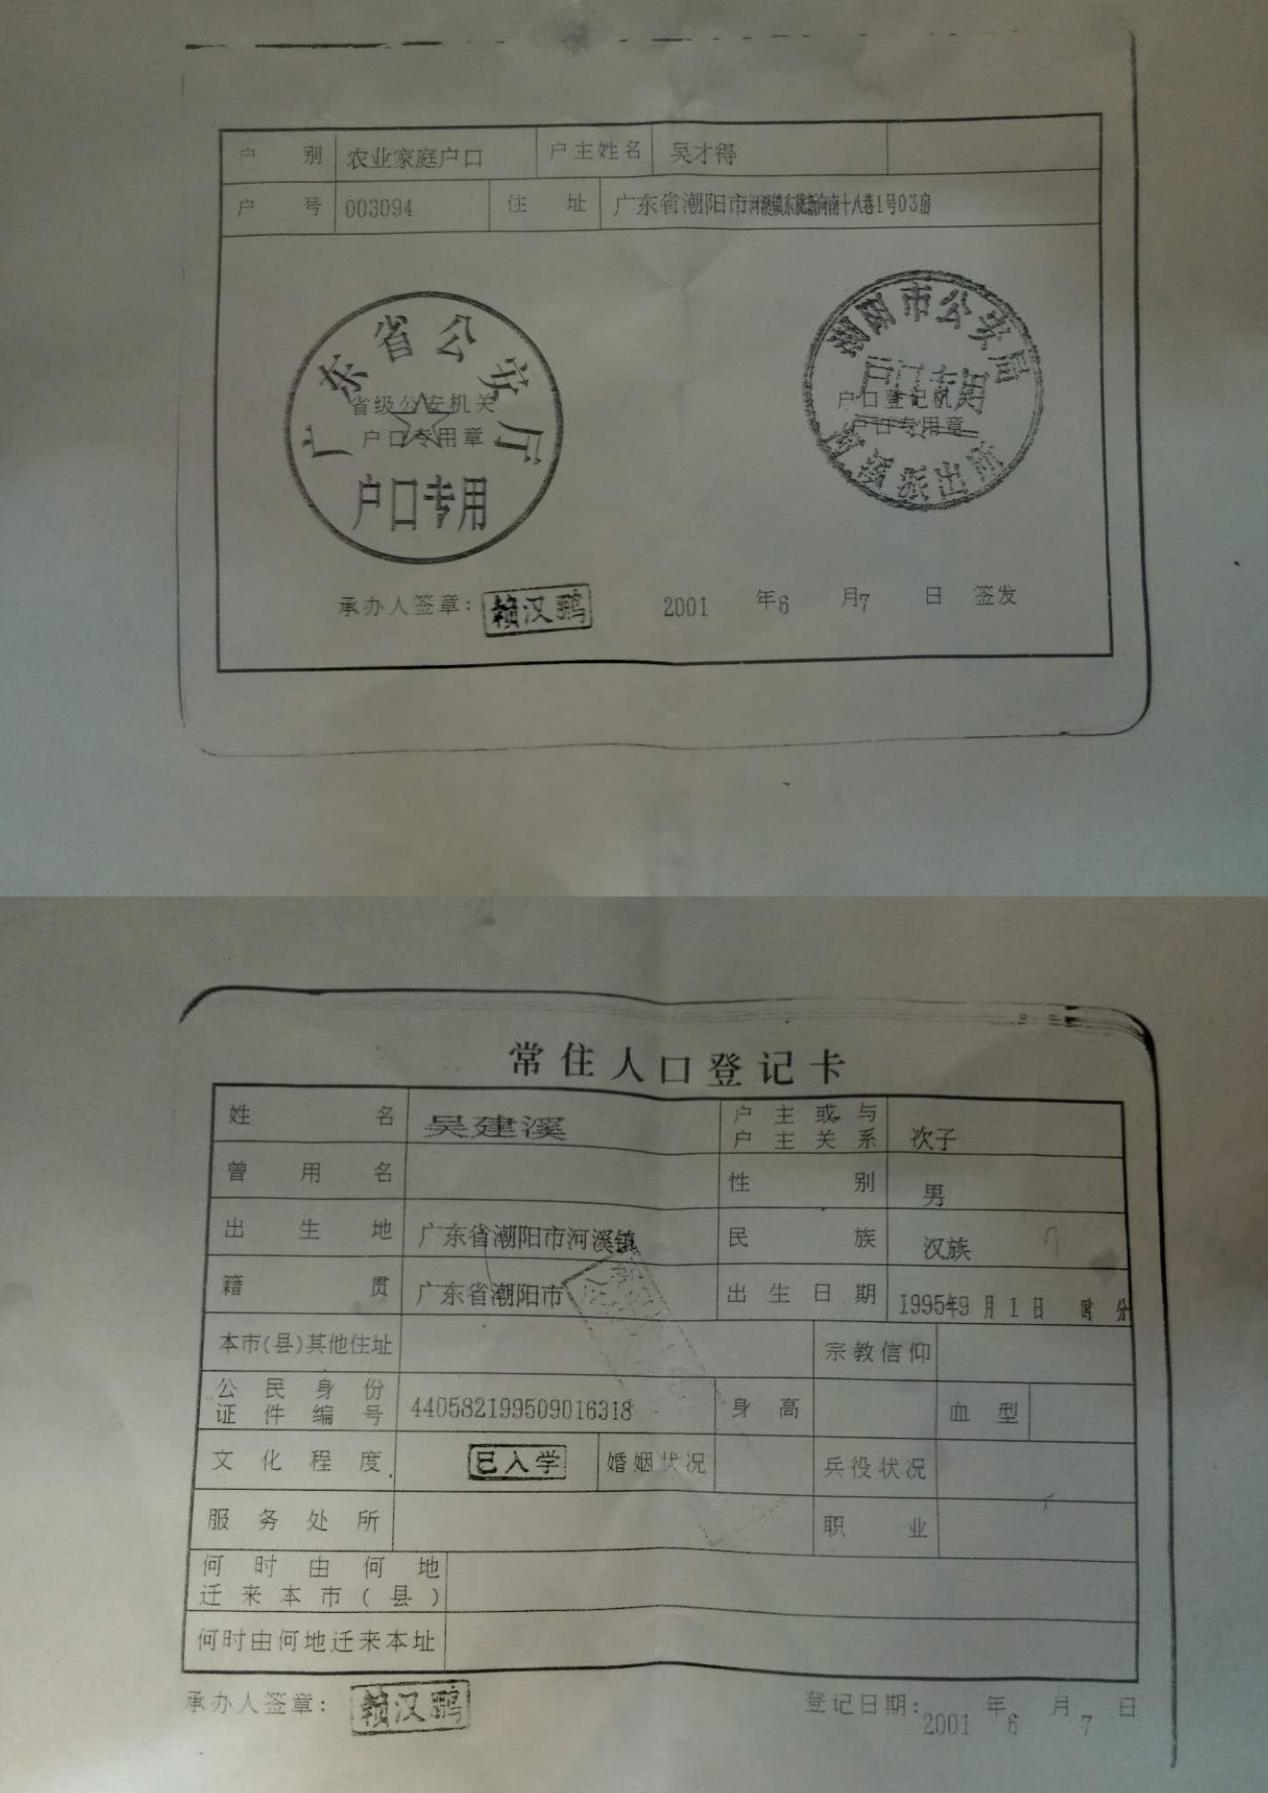 户 别 农业家庭户口 户主姓名 吴才得
户 号 003094 住 址 广东省潮阳市河溪镇东陇新向南十八巷1号03房
广东省公安厅
省级公安机关
户口专用章
户口专用
潮阳市公安局
户口专用
户口登记机关
户口专用章
河溪派出所
承办人签章: 赖汉鹏 2001 年6 月7 日 签发
常住人口登记卡
姓 名 吴建溪 户主或与户主关系 次子
曾用名 性 别 男
出生地 广东省潮阳市河溪镇 民 族 汉族
籍 贯 广东省潮阳市 出生日期 1995年9月1日 时 分
本市(县)其他住址 宗教信仰
公民身份证件编号 440582199509016318 身 高 血 型
文化程度 已入学 婚姻状况 兵役状况
服务处所 职 业
何时由何地
迁来本市(县)
何时由何地迁来本址
承办人签章: 赖汉鹏 登记日期: 2001 年 6 月 7 日